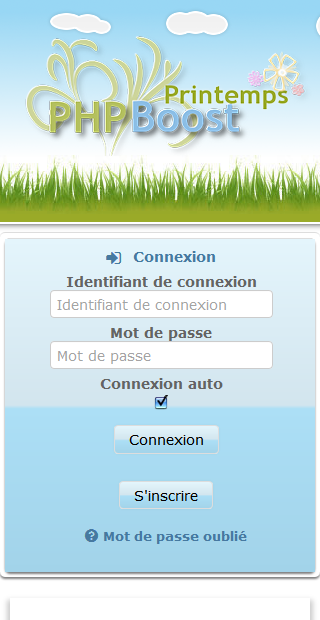 Printemps
PHPBoost
Connexion
Identifiant de connexion
Identifiant de connexion
Mot de passe
Mot de passe
Connexion auto
Connexion
S'inscrire
Mot de passe oublié